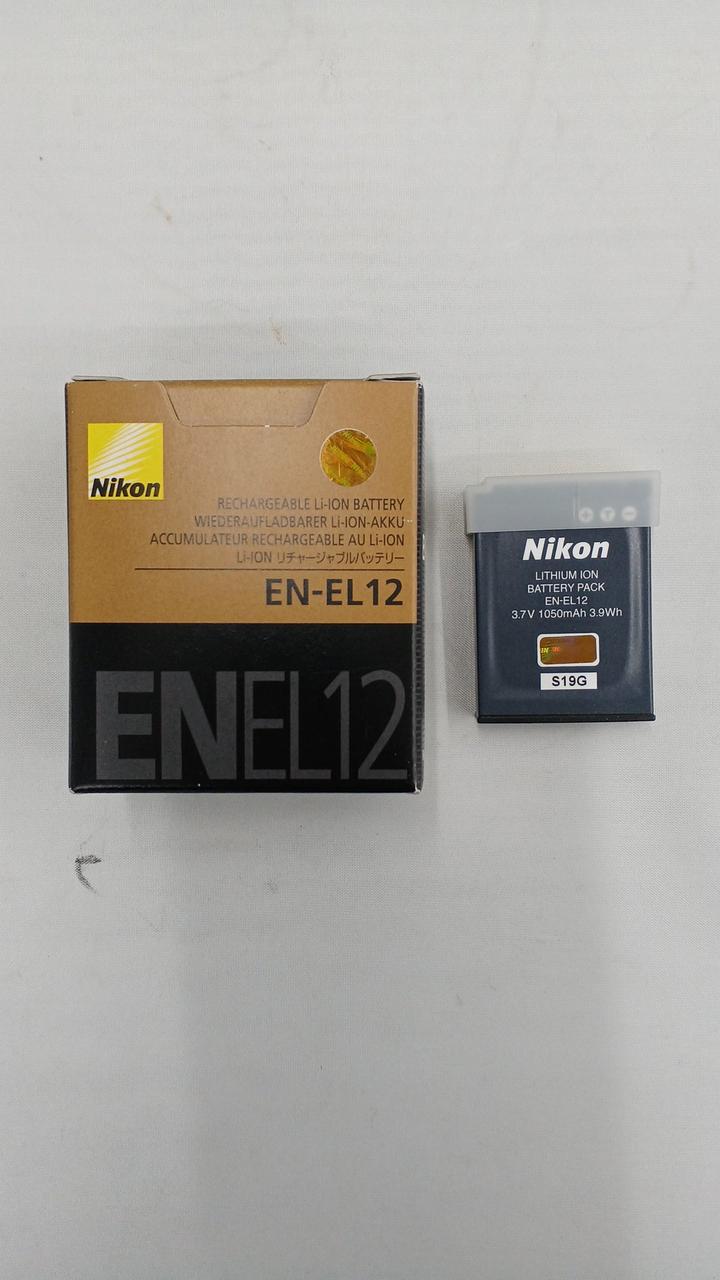 Nikon
RECHARGEABLE Li-ION BATTERY
WIEDERAUFLADBARER Li-ION-AKKU
ACCUMULATEUR RECHARGEABLE AU Li-ION
Li-ION リチャージャブルバッテリー
EN-EL12
ENEL12
+ T −
Nikon
LITHIUM ION
BATTERY PACK
EN-EL12
3.7V 1050mAh 3.9Wh
S19G